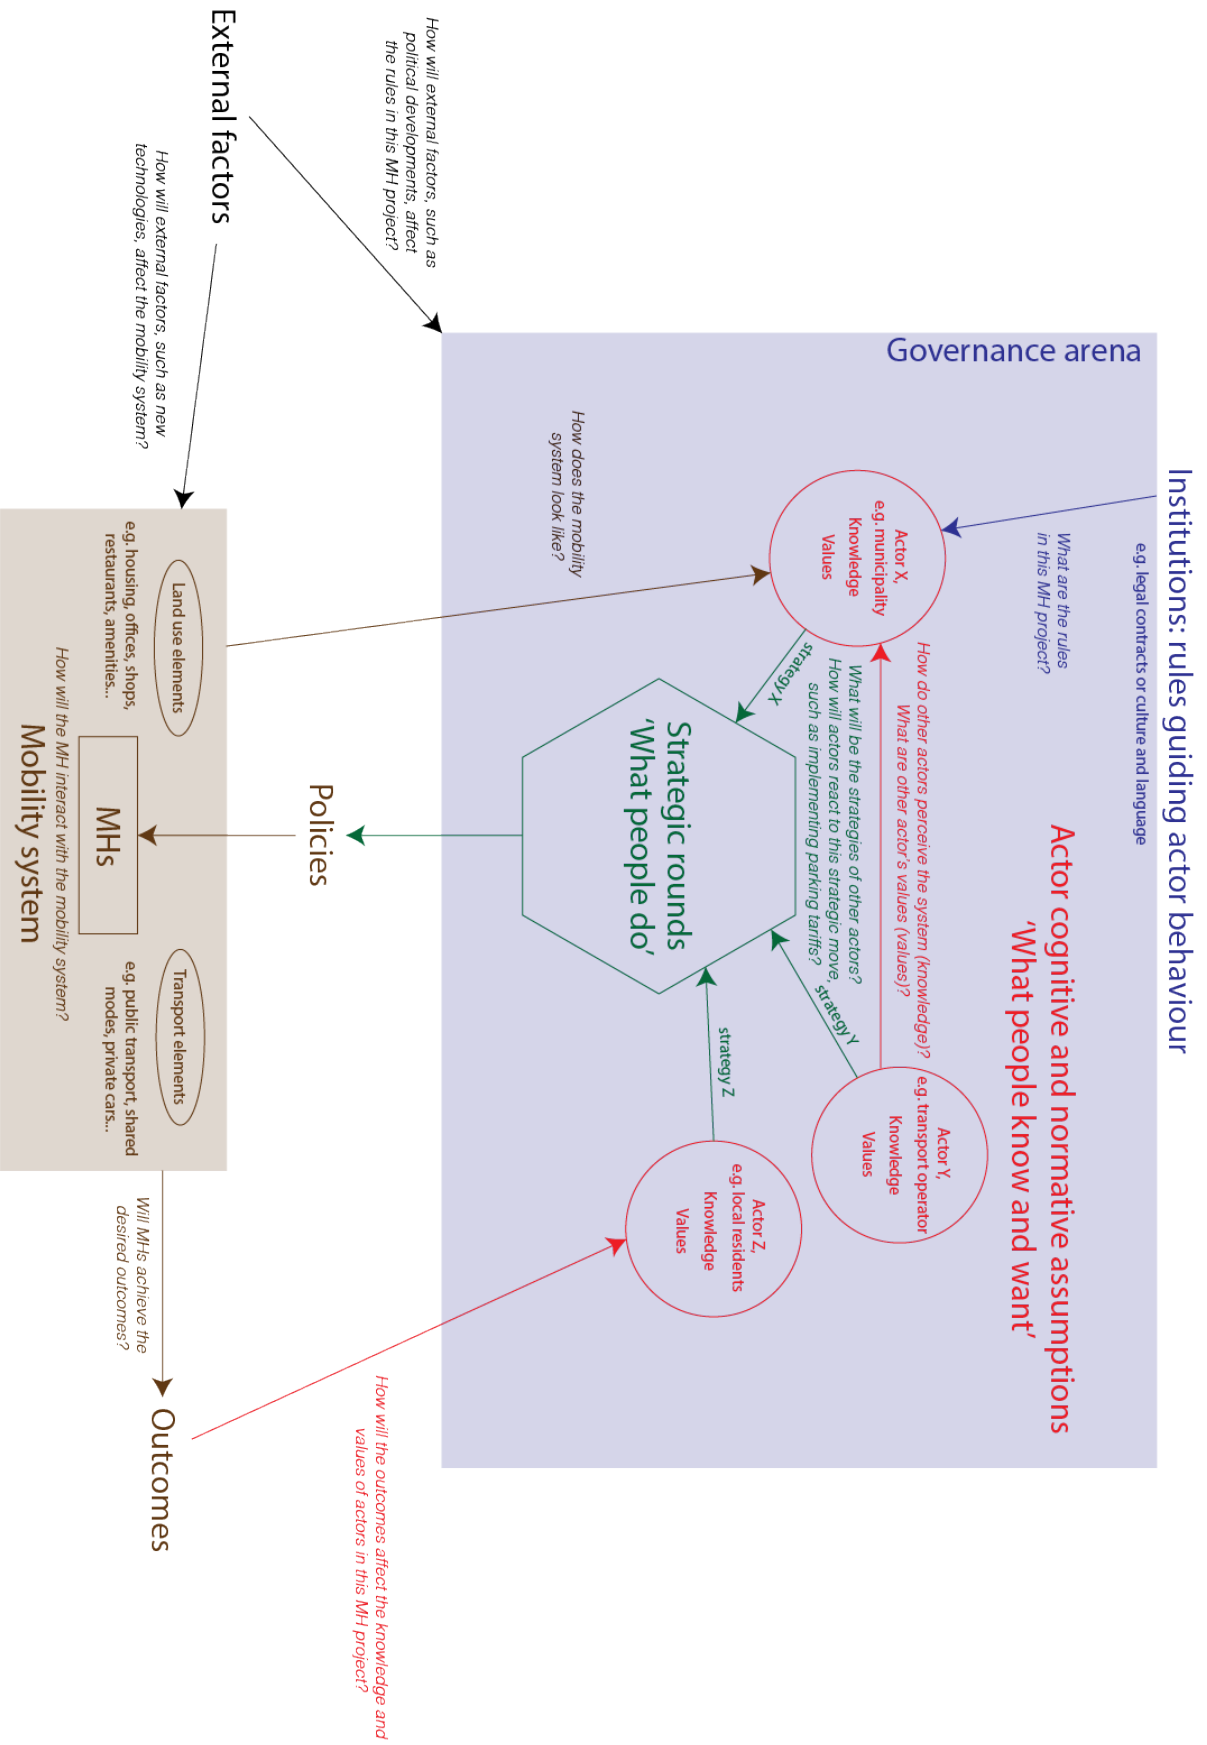 Institutions: rules guiding actor behaviour
e.g. legal contracts or culture and language
Governance arena
What are the rules
in this MH project?
Actor cognitive and normative assumptions
‘What people know and want’
Actor X,
e.g. municipality
Knowledge
Values
How do other actors perceive the system (knowledge)?
What are other actor’s values (values)?
Actor Y,
e.g. transport operator
Knowledge
Values
strategy X
What will be the strategies of other actors?
How will actors react to this strategic move,
such as implementing parking tariffs?
strategy Y
Strategic rounds
‘What people do’
strategy Z
Actor Z,
e.g. local residents
Knowledge
Values
How does the mobility
system look like?
How will external factors, such as
political developments, affect
the rules in this MH project?
External factors
How will external factors, such as new
technologies, affect the mobility system?
Policies
How will the outcomes affect the knowledge and
values of actors in this MH project?
Land use elements
e.g. housing, offices, shops,
restaurants, amenities...
MHs
Transport elements
e.g. public transport, shared
modes, private cars...
How will the MH interact with the mobility system?
Mobility system
Will MHs achieve the
desired outcomes?
Outcomes